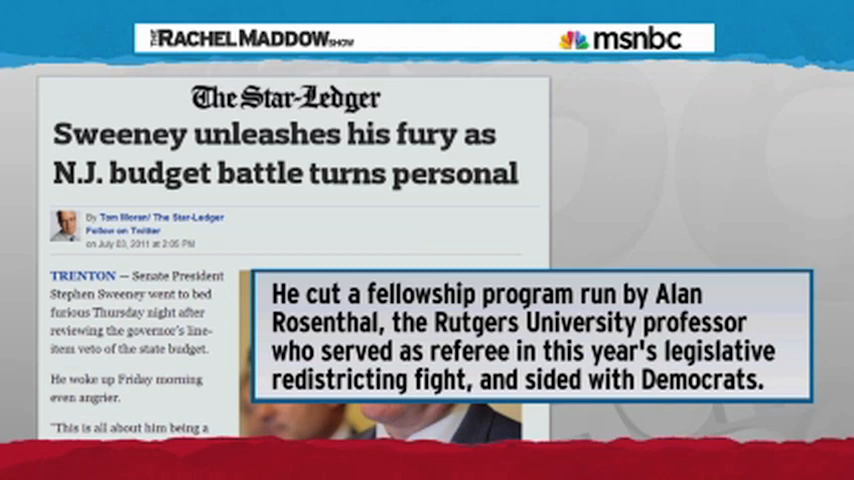 THE RACHEL MADDOW SHOW
msnbc
The Star-Ledger
Sweeney unleashes his fury as
N.J. budget battle turns personal
By Tom Moran/ The Star-Ledger
Follow on Twitter
on July 03, 2011 at 2:05 PM
TRENTON — Senate President
Stephen Sweeney went to bed
furious Thursday night after
reviewing the governor's line-
item veto of the state budget.
He woke up Friday morning
even angrier.
"This is all about him being a
He cut a fellowship program run by Alan
Rosenthal, the Rutgers University professor
who served as referee in this year's legislative
redistricting fight, and sided with Democrats.